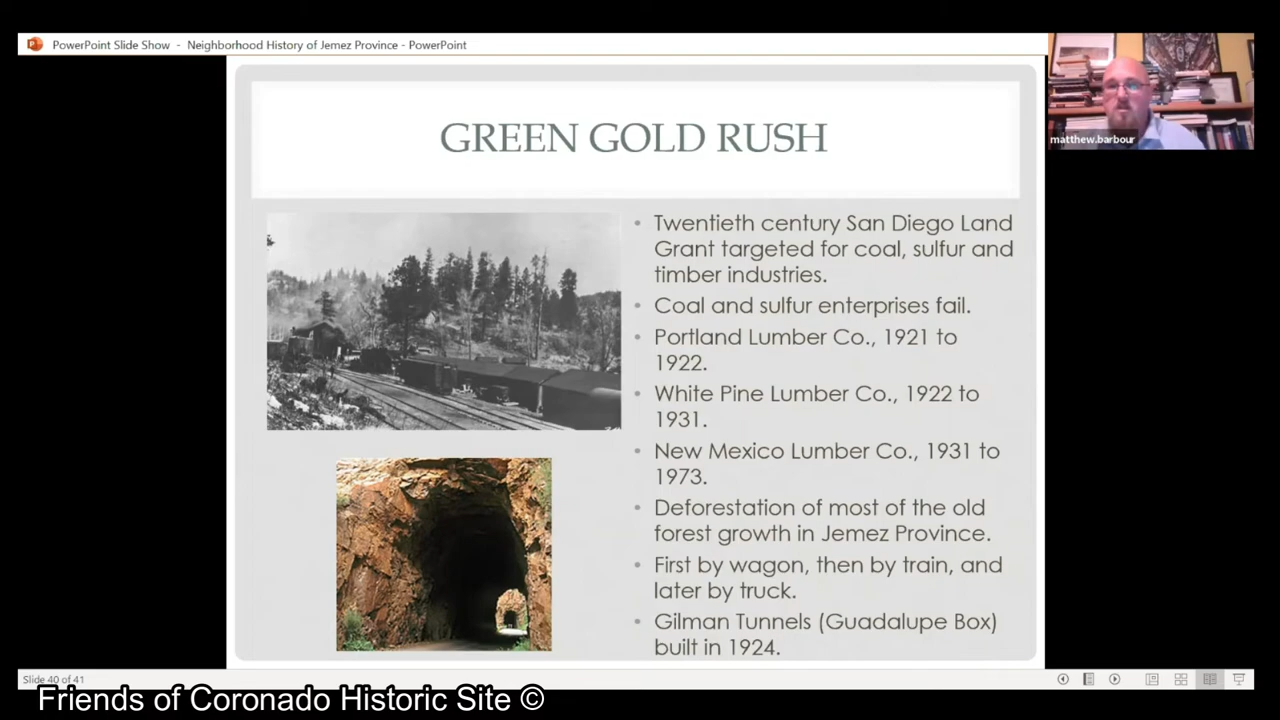 PowerPoint Slide Show - Neighborhood History of Jemez Province - PowerPoint
matthew.barbour
GREEN GOLD RUSH
• Twentieth century San Diego Land
Grant targeted for coal, sulfur and
timber industries.
• Coal and sulfur enterprises fail.
• Portland Lumber Co., 1921 to
1922.
• White Pine Lumber Co., 1922 to
1931.
• New Mexico Lumber Co., 1931 to
1973.
• Deforestation of most of the old
forest growth in Jemez Province.
• First by wagon, then by train, and
later by truck.
• Gilman Tunnels (Guadalupe Box)
built in 1924.
Slide 40 of 41
Friends of Coronado Historic Site ©